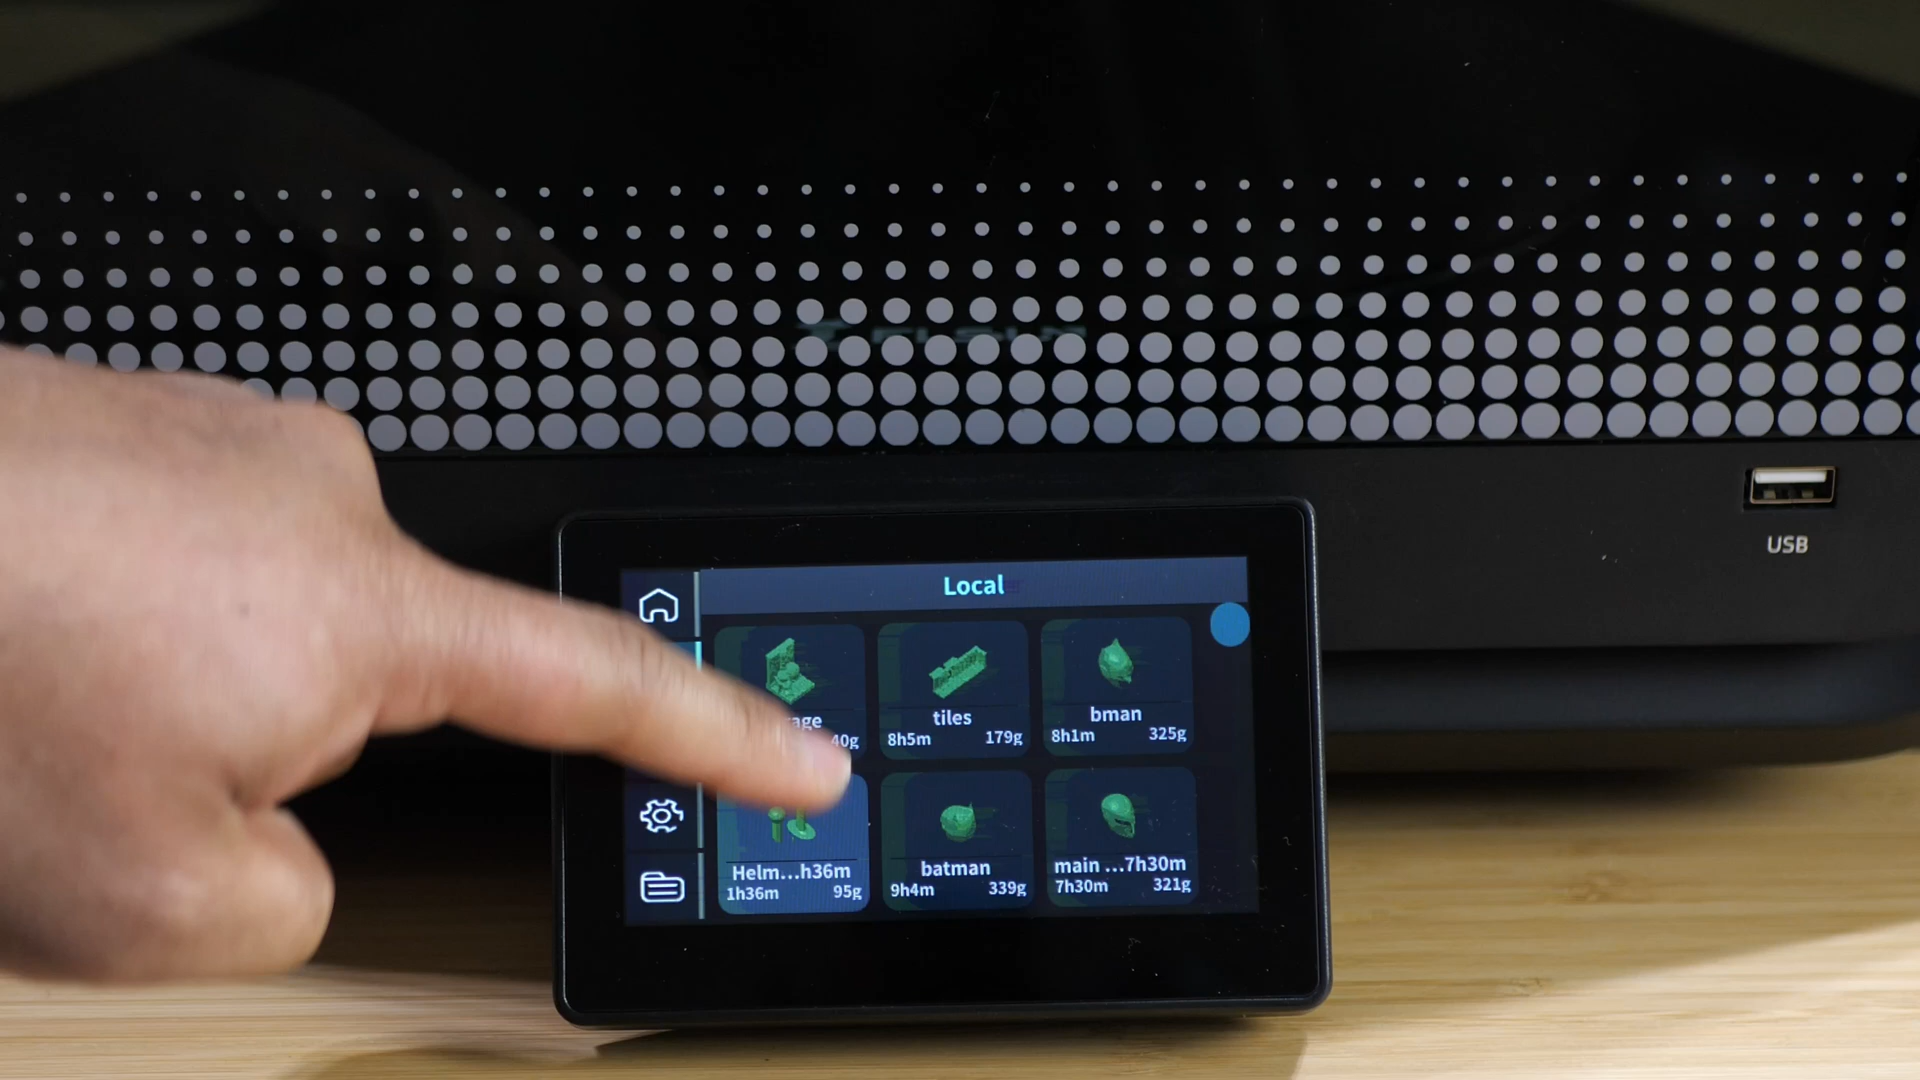 USB
Local
40g
tiles
8h5m 179g
bman
8h1m 325g
Helm...h36m
1h36m 95g
batman
9h4m 339g
main ...7h30m
7h30m 321g